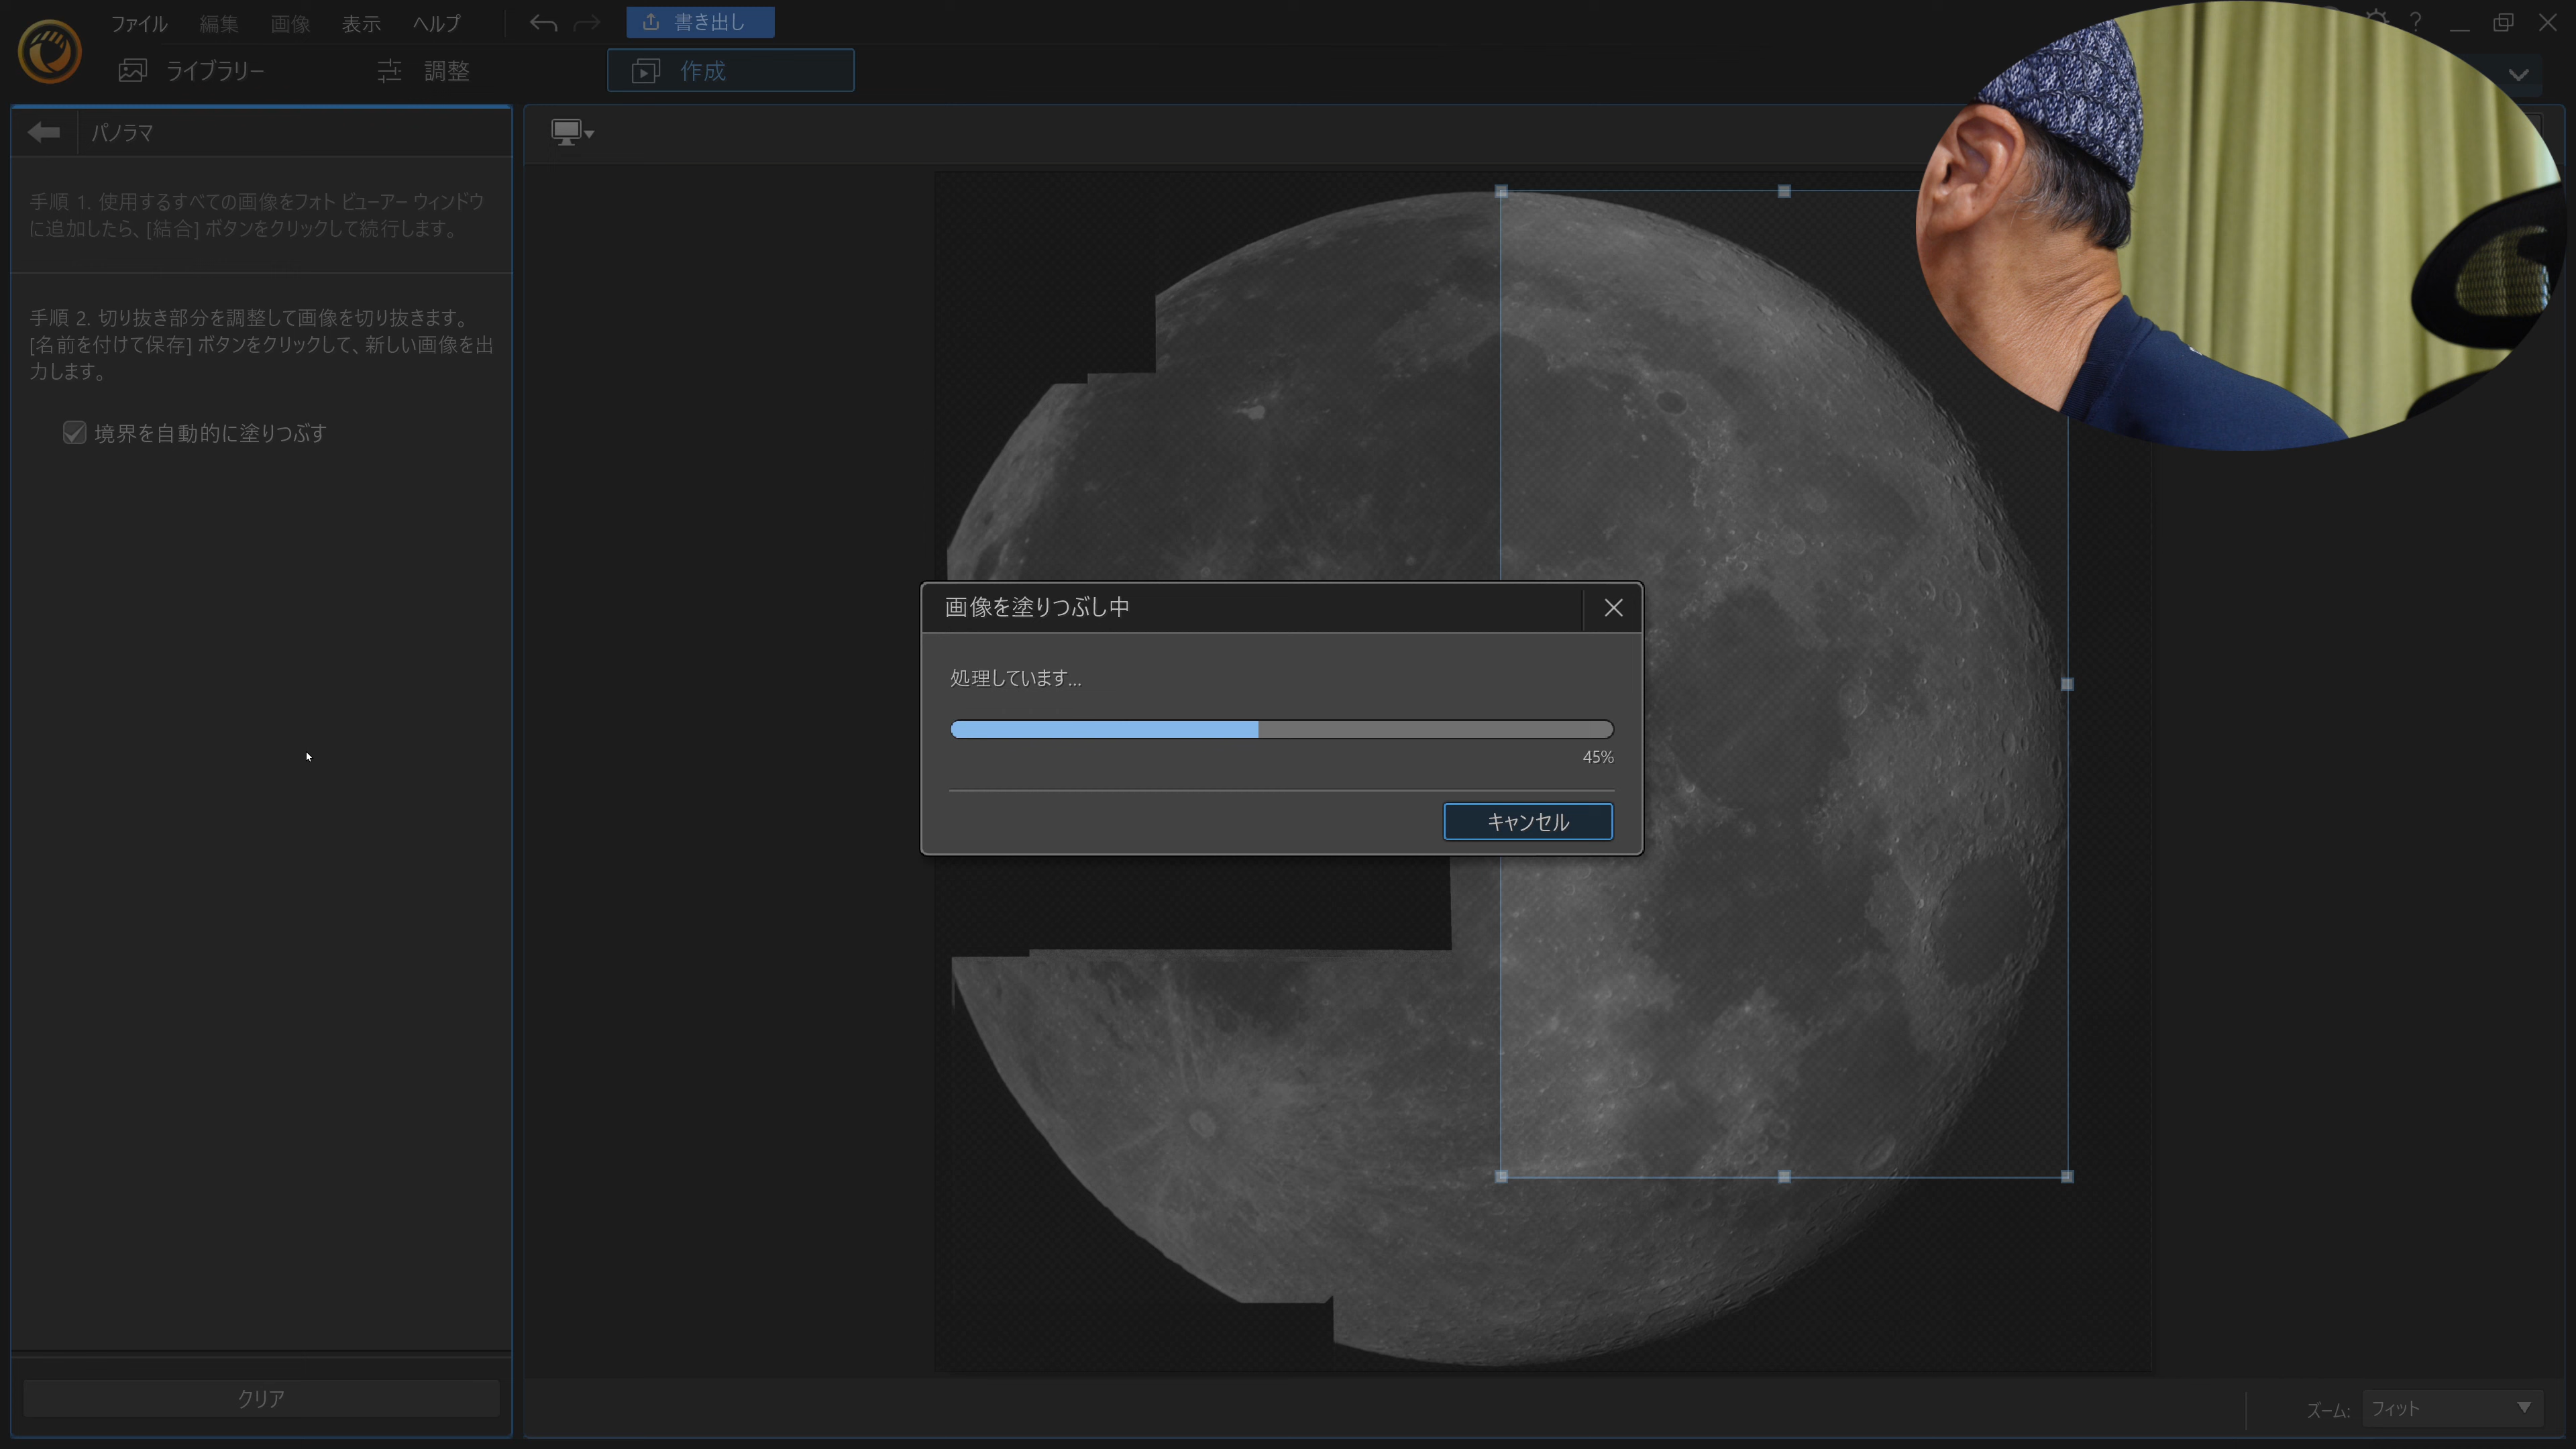 ファイル 編集 画像 表示 ヘルプ 書き出し ?
ライブラリー 調整 作成
パノラマ
手順 1. 使用するすべての画像をフォト ビューアー ウィンドウ
に追加したら、[結合] ボタンをクリックして続行します。
手順 2. 切り抜き部分を調整して画像を切り抜きます。
[名前を付けて保存] ボタンをクリックして、新しい画像を出
力します。
境界を自動的に塗りつぶす
画像を塗りつぶし中
処理しています...
45%
キャンセル
クリア
ズーム: フィット